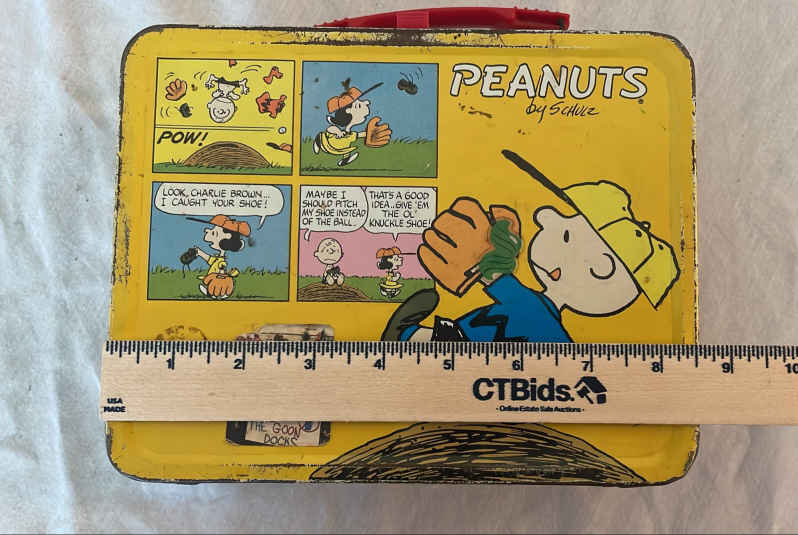 PEANUTS
by SCHULZ
POW!
LOOK, CHARLIE BROWN...
I CAUGHT YOUR SHOE!
MAYBE I
SHOULD PITCH
MY SHOE INSTEAD
OF THE BALL.
THAT'S A GOOD
IDEA...GIVE 'EM
THE OL'
KNUCKLE SHOE!
1 2 3 4 5 6 7 8 9 10
USA
MADE
CTBids.
- Online Estate Sale Auctions -
THE GOON
DOCKS